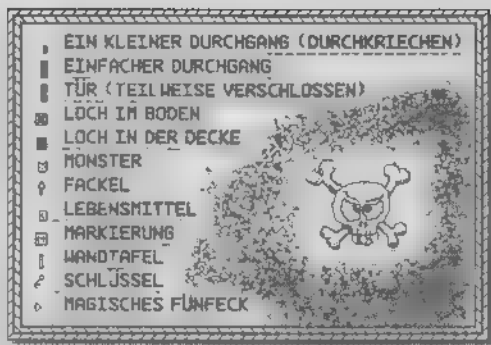 EIN KLEINER DURCHGANG (DURCHKRIECHEN)
EINFACHER DURCHGANG
TÜR (TEILWEISE VERSCHLOSSEN)
LOCH IM BODEN
LOCH IN DER DECKE
MONSTER
FACKEL
LEBENSMITTEL
MARKIERUNG
WANDTAFEL
SCHLÜSSEL
MAGISCHES FÜNFECK